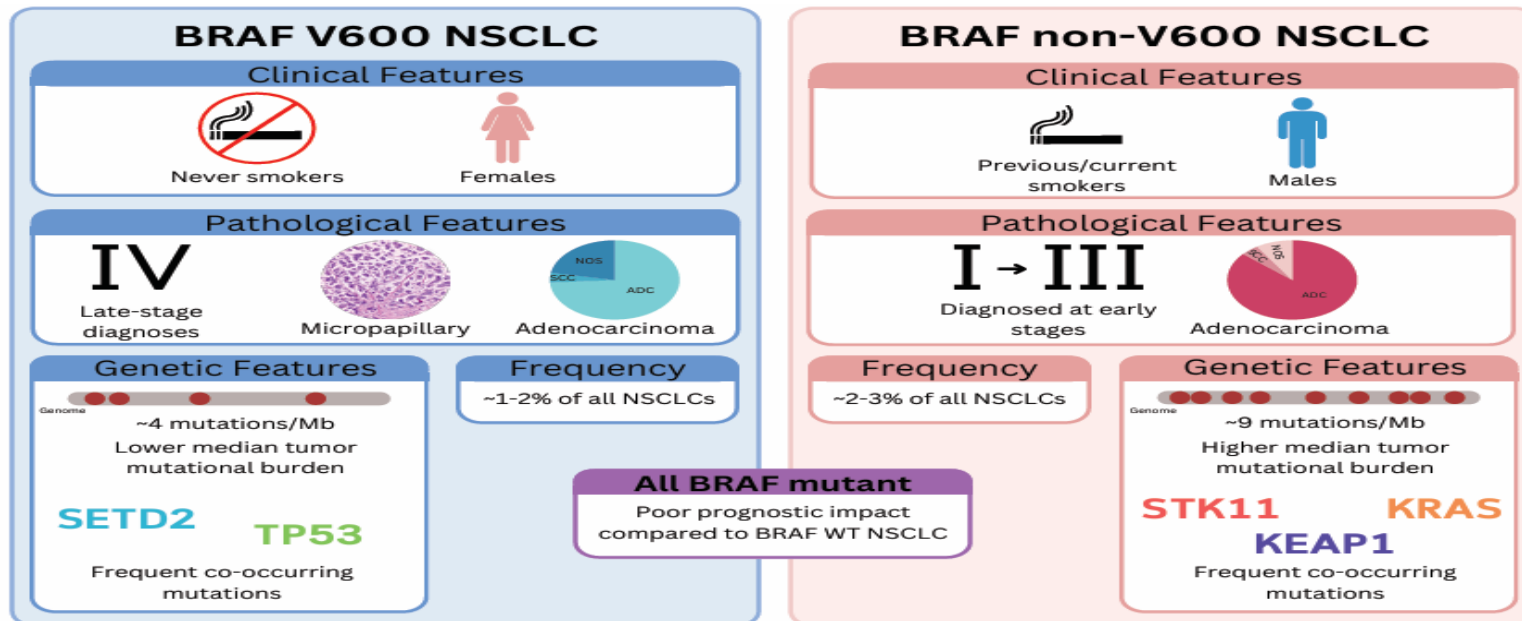 BRAF V600 NSCLC
Clinical Features
Never smokers
Females
Pathological Features
IV
Late-stage
diagnoses
Micropapillary
NOS
SCC
ADC
Adenocarcinoma
Genetic Features
Genome
~4 mutations/Mb
Lower median tumor
mutational burden
SETD2
TP53
Frequent co-occurring
mutations
Frequency
~1-2% of all NSCLCs
All BRAF mutant
Poor prognostic impact
compared to BRAF WT NSCLC
BRAF non-V600 NSCLC
Clinical Features
Previous/current
smokers
Males
Pathological Features
I → III
Diagnosed at early
stages
SCC
NOS
ADC
Adenocarcinoma
Frequency
~2-3% of all NSCLCs
Genetic Features
Genome
~9 mutations/Mb
Higher median tumor
mutational burden
STK11
KRAS
KEAP1
Frequent co-occurring
mutations